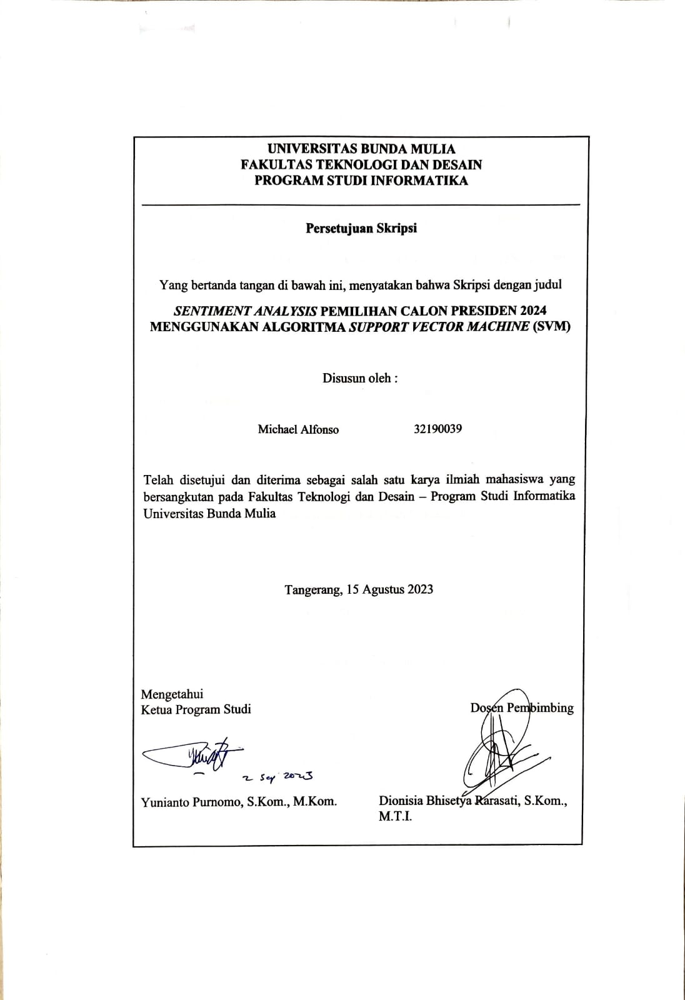 UNIVERSITAS BUNDA MULIA
FAKULTAS TEKNOLOGI DAN DESAIN
PROGRAM STUDI INFORMATIKA
Persetujuan Skripsi
Yang bertanda tangan di bawah ini, menyatakan bahwa Skripsi dengan judul
SENTIMENT ANALYSIS PEMILIHAN CALON PRESIDEN 2024
MENGGUNAKAN ALGORITMA SUPPORT VECTOR MACHINE (SVM)
Disusun oleh :
Michael Alfonso 32190039
Telah disetujui dan diterima sebagai salah satu karya ilmiah mahasiswa yang
bersangkutan pada Fakultas Teknologi dan Desain – Program Studi Informatika
Universitas Bunda Mulia
Tangerang, 15 Agustus 2023
Mengetahui
Ketua Program Studi
Dosen Pembimbing
2 Sep 2023
Yunianto Purnomo, S.Kom., M.Kom.
Dionisia Bhisetya Rarasati, S.Kom.,
M.T.I.